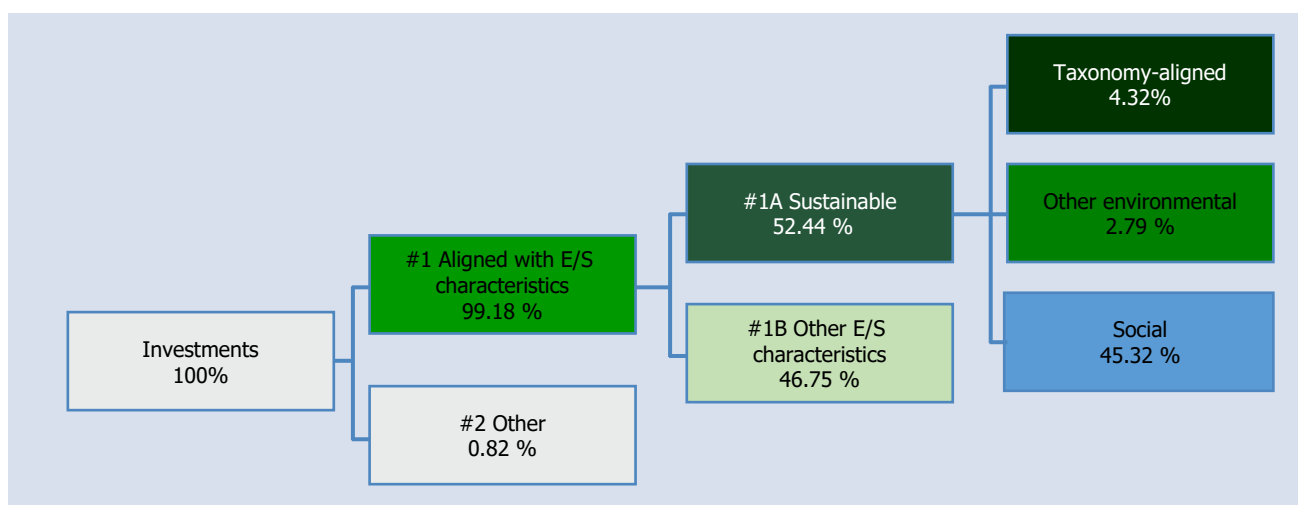 Investments
100%
#1 Aligned with E/S
characteristics
99.18 %
#2 Other
0.82 %
#1A Sustainable
52.44 %
#1B Other E/S
characteristics
46.75 %
Taxonomy-aligned
4.32%
Other environmental
2.79 %
Social
45.32 %